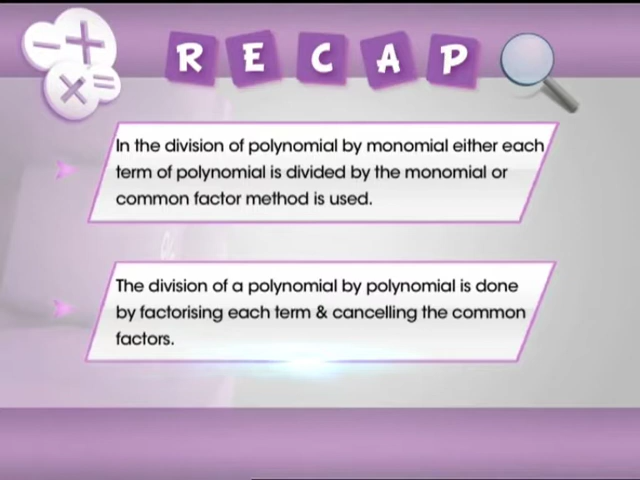 RECAP
In the division of polynomial by monomial either each
term of polynomial is divided by the monomial or
common factor method is used.
The division of a polynomial by polynomial is done
by factorising each term & cancelling the common
factors.